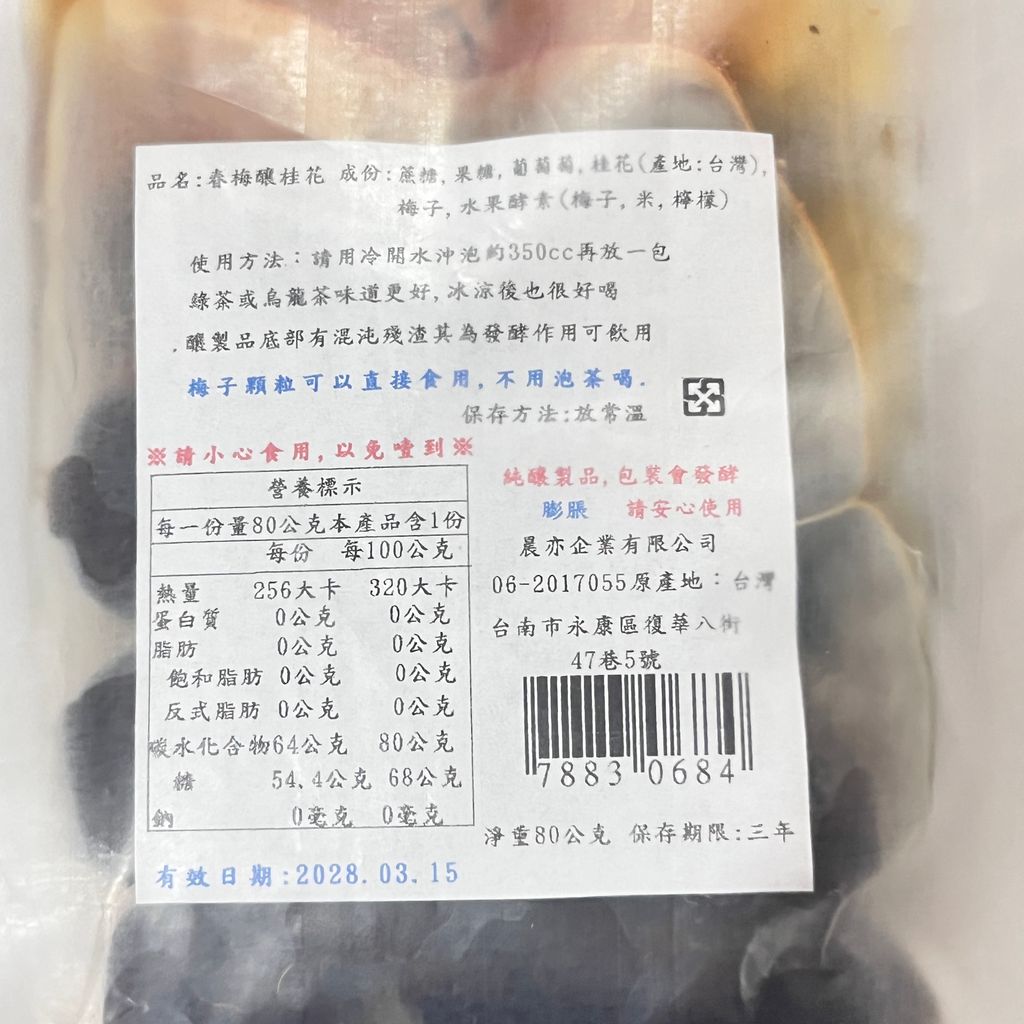 品名:春梅釀桂花 成份:蔗糖,果糖,葡萄萄,桂花(產地:台灣),
梅子,水果酵素(梅子,米,檸檬)
使用方法：請用冷開水沖泡約350cc再放一包
綠茶或烏龍茶味道更好,冰涼後也很好喝
.釀製品底部有混沌殘渣其為發酵作用可飲用
梅子顆粒可以直接食用,不用泡茶喝.
保存方法:放常溫
※請小心食用,以免噎到※
純釀製品,包裝會發酵
膨脹 請安心使用
營養標示
每一份量80公克本產品含1份
每份 每100公克
熱量 256大卡 320大卡
蛋白質 0公克 0公克
脂肪 0公克 0公克
飽和脂肪 0公克 0公克
反式脂肪 0公克 0公克
碳水化合物64公克 80公克
糖 54.4公克 68公克
鈉 0毫克 0毫克
有效日期:2028.03.15
晨亦企業有限公司
06-2017055原產地：台灣
台南市永康區復華八街
47巷5號
7883 0684
淨重80公克 保存期限:三年